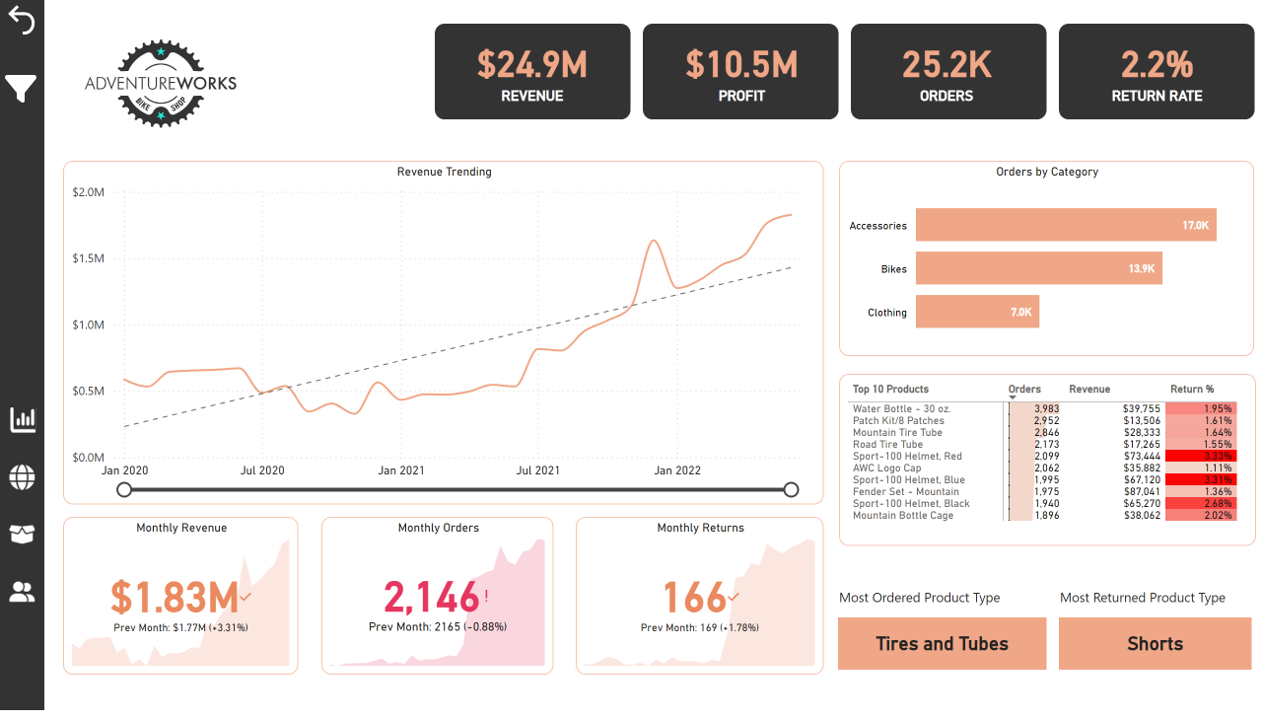 ADVENTUREWORKS
BIKE SHOP
$24.9M
REVENUE
$10.5M
PROFIT
25.2K
ORDERS
2.2%
RETURN RATE
Revenue Trending
$2.0M
$1.5M
$1.0M
$0.5M
$0.0M
Jan 2020 Jul 2020 Jan 2021 Jul 2021 Jan 2022
Orders by Category
Accessories 17.0K
Bikes 13.9K
Clothing 7.0K
Top 10 Products Orders Revenue Return %
Water Bottle - 30 oz. 3,983 $39,755 1.95%
Patch Kit/8 Patches 2,952 $13,506 1.61%
Mountain Tire Tube 2,846 $28,333 1.64%
Road Tire Tube 2,173 $17,265 1.55%
Sport-100 Helmet, Red 2,099 $73,444 3.33%
AWC Logo Cap 2,062 $35,882 1.11%
Sport-100 Helmet, Blue 1,995 $67,120 3.31%
Fender Set - Mountain 1,975 $87,041 1.36%
Sport-100 Helmet, Black 1,940 $65,270 2.68%
Mountain Bottle Cage 1,896 $38,062 2.02%
Monthly Revenue
$1.83M
Prev Month: $1.77M (+3.31%)
Monthly Orders
2,146 !
Prev Month: 2165 (-0.88%)
Monthly Returns
166
Prev Month: 169 (+1.78%)
Most Ordered Product Type
Tires and Tubes
Most Returned Product Type
Shorts